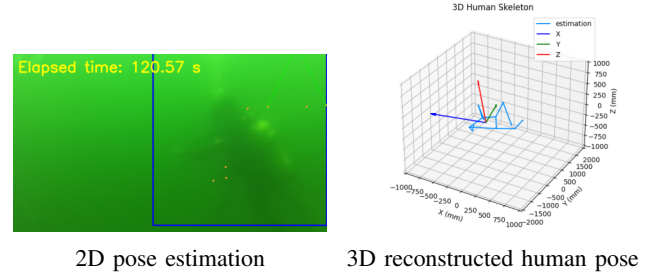 3D Human Skeleton
estimation
X
Y
Z
Elapsed time: 120.57 s
1000
750
500
250
0
-250
-500
-750
-1000
Z (mm)
2000
1500
1000
500
0
-500
-1000
-1500
-2000
Y (mm)
-1000
-750
-500
-250
0
250
500
750
1000
X (mm)
2D pose estimation
3D reconstructed human pose